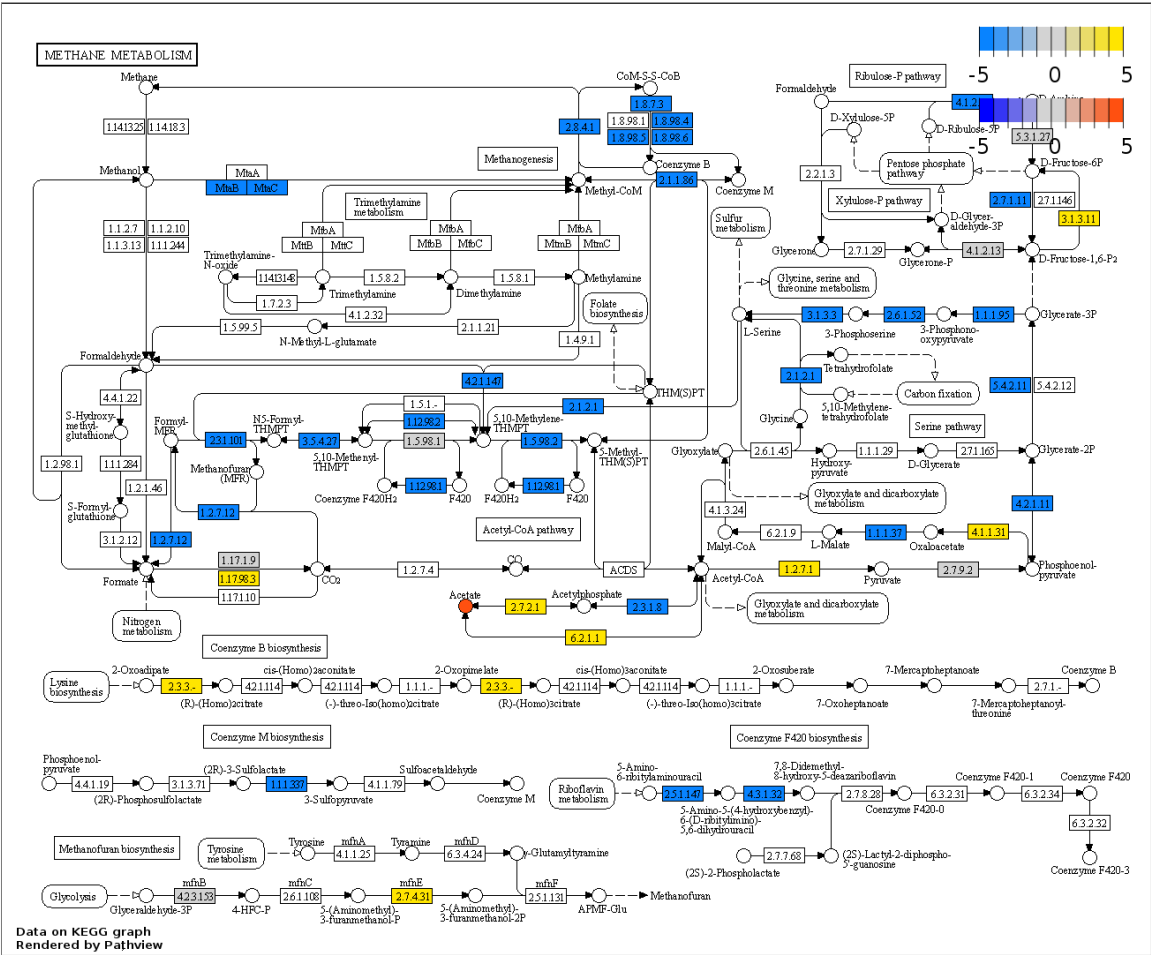 METHANE METABOLISM
-5 0 5
-5 0 5
Methane
CoM-S-S-CoB
Ribulose-P pathway
Formaldehyde
1.8.7.3
4.1.2
1.14.13.25 1.14.18.3
2.8.4.1
1.8.98.1 1.8.98.4
1.8.98.5 1.8.98.6
D-Xylulose-5P
D-Ribulose-5P
5.3.1.27
Methanogenesis
Coenzyme B
Pentose phosphate
pathway
D-Fructose-6P
Methanol
MtaA
MtaB MtaC
Methyl-CoM
2.1.1.86
Coenzyme M
2.2.1.3
Xylulose-P pathway
2.7.1.11 2.7.1.146
3.1.3.11
Trimethylamine
metabolism
Sulfur
metabolism
D-Glycer-
aldehyde-3P
1.1.2.7 1.1.2.10
1.1.3.13 1.1.1.244
MtbA
MttB MttC
MtbA
MtbB MtbC
MtbA
MtmB MtmC
Glycerone
2.7.1.29
Glycerone-P
4.1.2.13
D-Fructose-1,6-P2
Trimethylamine-
N-oxide
1.14.13.148
Trimethylamine
1.5.8.2
Dimethylamine
1.5.8.1
Methylamine
1.7.2.3
4.1.2.32
Glycine, serine and
threonine metabolism
Folate
biosynthesis
1.5.99.5
N-Methyl-L-glutamate
2.1.1.21
1.4.9.1
L-Serine
3.1.3.3
3-Phosphoserine
2.6.1.52
3-Phosphono-
oxypyruvate
1.1.1.95
Glycerate-3P
Formaldehyde
4.2.1.147
THM(S)PT
Tetrahydrofolate
2.1.2.1
5.4.2.11 5.4.2.12
Carbon fixation
4.4.1.22
S-Hydroxy-
methyl-
glutathione
Formyl-
MFR
N5-Formyl-
THMPT
1.5.1.-
1.12.98.2
1.5.98.1
5,10-Methylene-
THMPT
2.1.2.1
5,10-Methylene-
tetrahydrofolate
Glycine
Serine pathway
2.3.1.101
3.5.4.27
5,10-Methenyl-
THMPT
1.5.98.2
5-Methyl-
THM(S)PT
Glyoxylate
2.6.1.45
Hydroxy-
pyruvate
1.1.1.29
D-Glycerate
2.7.1.165
Glycerate-2P
1.2.98.1
1.1.1.284
Methanofuran
(MFR)
1.12.98.1
Coenzyme F420H2 F420
1.12.98.1
F420H2 F420
1.2.1.46
S-Formyl-
glutathione
1.2.7.12
Glyoxylate and dicarboxylate
metabolism
4.1.3.24
4.2.1.11
3.1.2.12
1.2.7.12
Acetyl-CoA pathway
Malyl-CoA
6.2.1.9
L-Malate
1.1.1.37
Oxaloacetate
4.1.1.31
Formate
1.17.1.9
1.17.98.3
1.17.1.10
CO2
1.2.7.4
CO
ACDS
Acetyl-CoA
1.2.7.1
Pyruvate
2.7.9.2
Phosphoenol-
pyruvate
Nitrogen
metabolism
Acetate
2.7.2.1
Acetylphosphate
2.3.1.8
Glyoxylate and dicarboxylate
metabolism
6.2.1.1
Coenzyme B biosynthesis
Lysine
biosynthesis
2-Oxoadipate
2.3.3.-
(R)-(Homo)2citrate
4.2.1.114
cis-(Homo)2aconitate
4.2.1.114
(-)-threo-Iso(homo)2citrate
1.1.1.-
2-Oxopimelate
2.3.3.-
(R)-(Homo)3citrate
4.2.1.114
cis-(Homo)3aconitate
4.2.1.114
(-)-threo-Iso(homo)3citrate
1.1.1.-
2-Oxosuberate
7-Oxoheptanoate
7-Mercaptoheptanoate
7-Mercaptoheptanoyl-
threonine
2.7.1.-
Coenzyme B
Coenzyme M biosynthesis
Phosphoenol-
pyruvate
4.4.1.19
(2R)-Phosphosulfolate
3.1.3.71
(2R)-3-Sulfolactate
1.1.1.337
3-Sulfopyruvate
4.1.1.79
Sulfoacetaldehyde
Coenzyme M
Coenzyme F420 biosynthesis
Riboflavin
metabolism
5-Amino-
6-ribitylaminouracil
2.5.1.147
5-Amino-5-(4-hydroxybenzyl)-
6-(D-ribitylimino)-
5,6-dihydrouracil
4.3.1.32
7,8-Didemethyl-
8-hydroxy-5-deazariboflavin
2.7.8.28
Coenzyme F420-0
6.3.2.31
Coenzyme F420-1
6.3.2.34
Coenzyme F420
6.3.2.32
Coenzyme F420-3
(2S)-2-Phospholactate
2.7.7.68
(2S)-Lactyl-2-diphospho-
5'-guanosine
Methanofuran biosynthesis
Tyrosine
metabolism
Tyrosine
mfnA
4.1.1.25
Tyramine
mfnD
6.3.4.24
γ-Glutamyltyramine
Glycolysis
Glyceraldehyde-3P
mfnB
4.2.3.153
4-HFC-P
mfnC
2.6.1.108
5-(Aminomethyl)-
3-furanmethanol-P
mfnE
2.7.4.31
5-(Aminomethyl)-
3-furanmethanol-2P
mfnF
2.5.1.131
APMF-Glu
Methanofuran
Data on KEGG graph
Rendered by Pathview